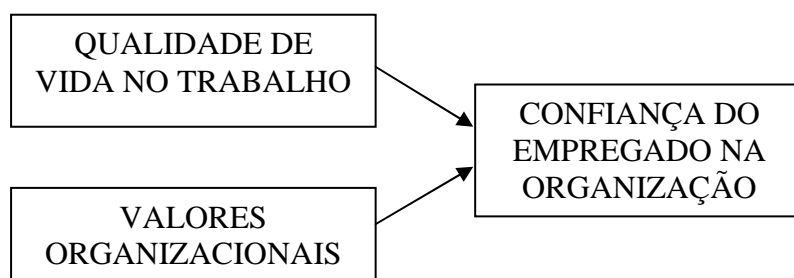 QUALIDADE DE
VIDA NO TRABALHO
CONFIANÇA DO
EMPREGADO NA
ORGANIZAÇÃO
VALORES
ORGANIZACIONAIS